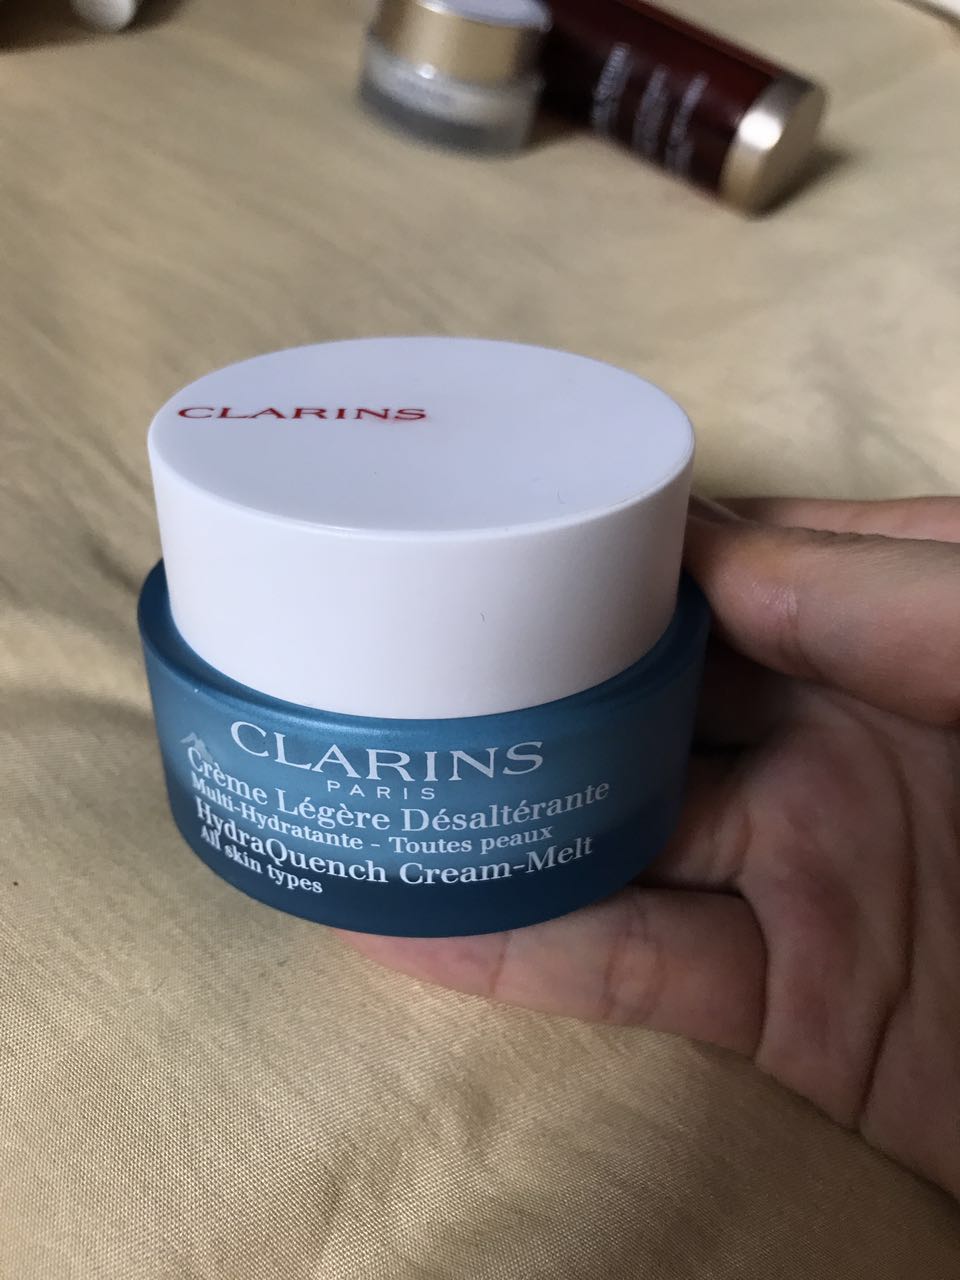 CLARINS
CLARINS
PARIS
Crème Légère Désaltérante
Multi-Hydratante - Toutes peaux
HydraQuench Cream-Melt
All skin types